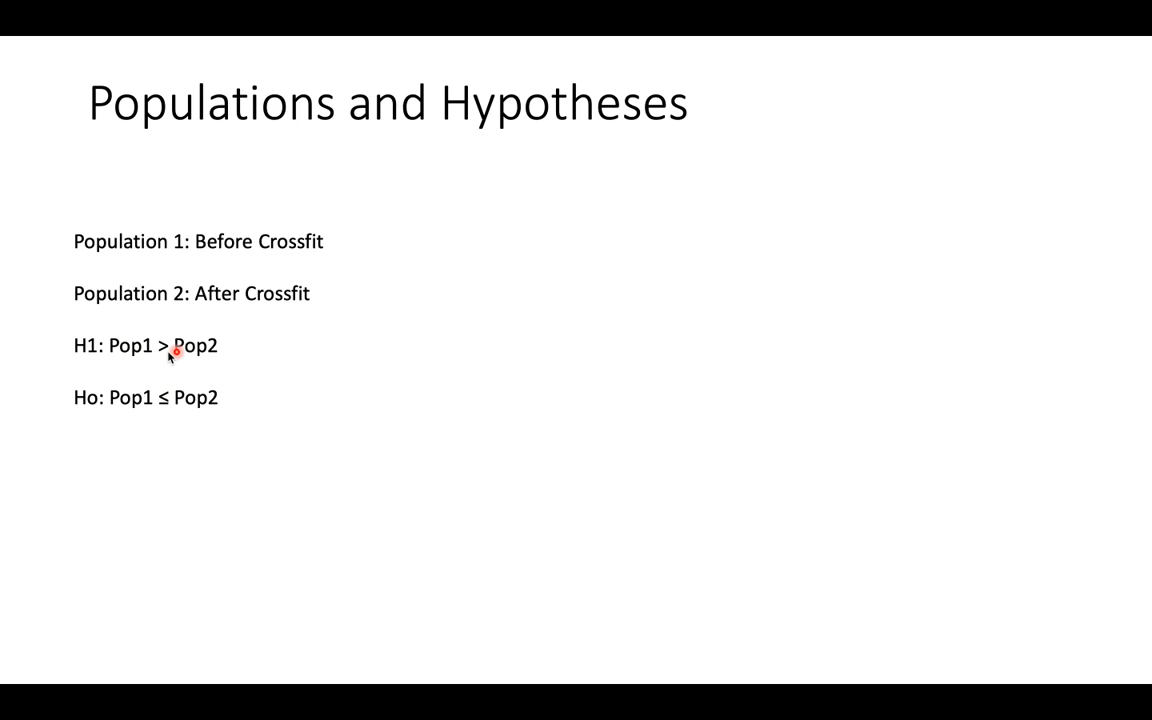 Populations and Hypotheses
Population 1: Before Crossfit
Population 2: After Crossfit
H1: Pop1 > Pop2
Ho: Pop1 ≤ Pop2